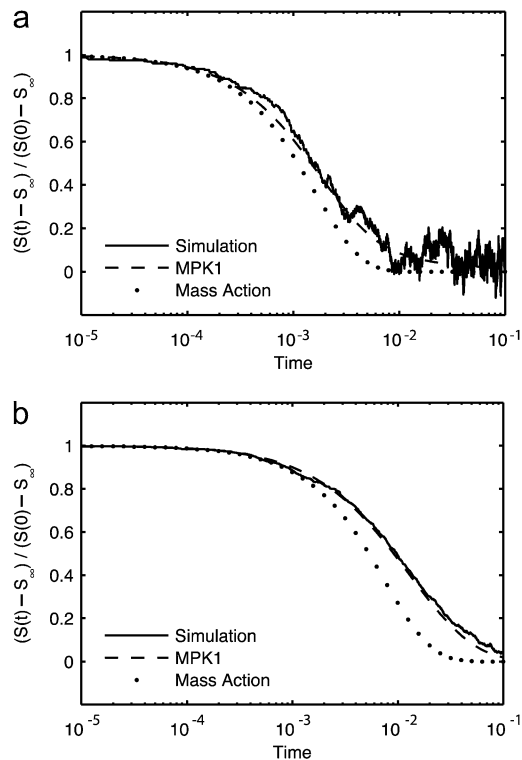 a
(S(t) − S∞) / (S(0) − S∞)
1
0.8
0.6
0.4
0.2
0
Simulation
MPK1
Mass Action
10-5
10-4
10-3
10-2
10-1
Time
b
(S(t) − S∞) / (S(0) − S∞)
1
0.8
0.6
0.4
0.2
0
Simulation
MPK1
Mass Action
10-5
10-4
10-3
10-2
10-1
Time